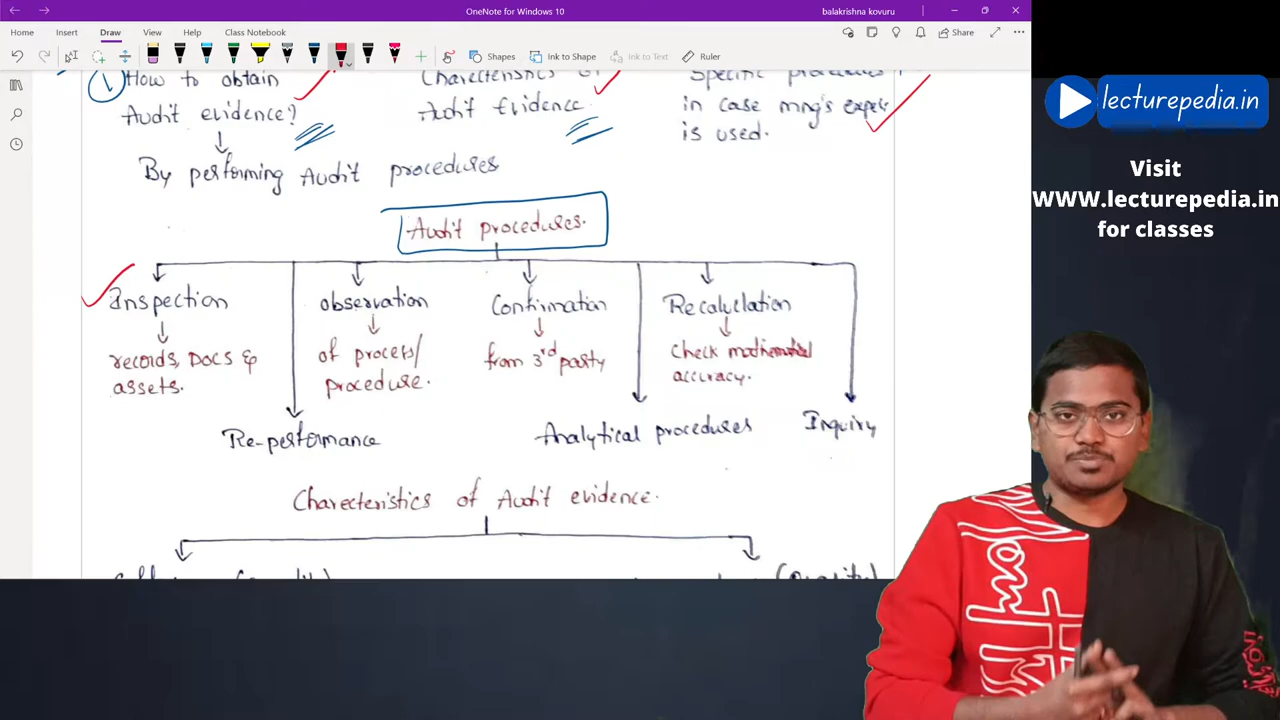 OneNote for Windows 10
balakrishna kovuru
Home Insert Draw View Help Class Notebook
Share
Shapes Ink to Shape Ink to Text Ruler
① How to obtain
Audit evidence?
By performing Audit procedures
Charecteristics of
Audit Evidence
Specific procedures
in case mng's expert
is used.
Audit procedures.
Inspection
records, Docs &
assets.
observation
of process/
procedure.
Confirmation
from 3rd party
Recalculation
Check mathematical
accuracy.
Re-performance
Analytical procedures
Inquiry
Charecteristics of Audit evidence.
lecturepedia.in
Visit
WWW.lecturepedia.in
for classes